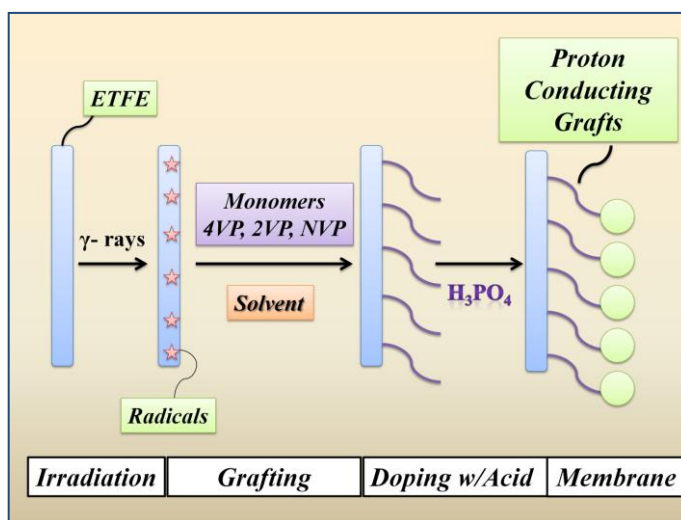 ETFE
γ- rays
Radicals
Monomers
4VP, 2VP, NVP
Solvent
H₃PO₄
Proton
Conducting
Grafts
Irradiation
Grafting
Doping w/Acid
Membrane